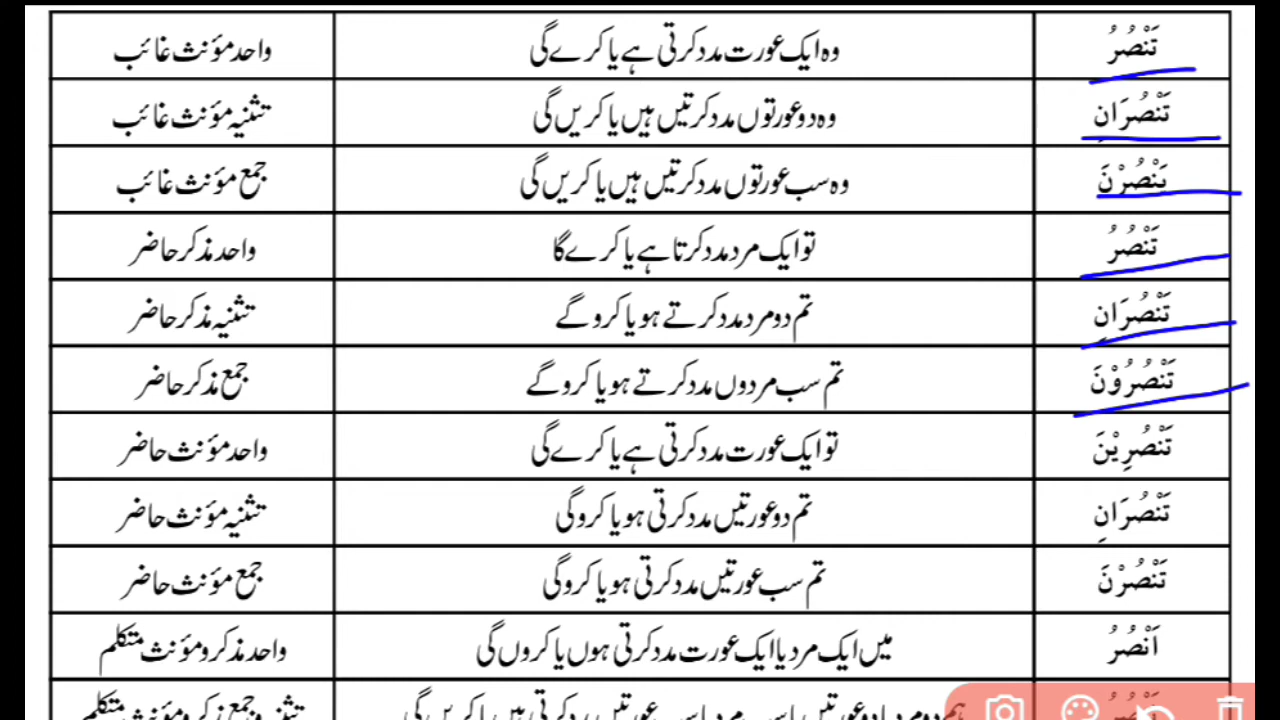 تَنْصُرُ وہ ایک عورت مدد کرتی ہے یا کرے گی واحد مؤنث غائب
تَنْصُرَانِ وہ دو عورتوں مدد کرتیں ہیں یا کریں گی تثنیہ مؤنث غائب
يَنْصُرْنَ وہ سب عورتوں مدد کرتیں ہیں یا کریں گی جمع مؤنث غائب
تَنْصُرُ تو ایک مرد مدد کرتا ہے یا کرے گا واحد مذکر حاضر
تَنْصُرَانِ تم دو مرد مدد کرتے ہو یا کرو گے تثنیہ مذکر حاضر
تَنْصُرُوْنَ تم سب مردوں مدد کرتے ہو یا کرو گے جمع مذکر حاضر
تَنْصُرِيْنَ تو ایک عورت مدد کرتی ہے یا کرے گی واحد مؤنث حاضر
تَنْصُرَانِ تم دو عورتیں مدد کرتی ہو یا کروگی تثنیہ مؤنث حاضر
تَنْصُرْنَ تم سب عورتیں مدد کرتی ہو یا کروگی جمع مؤنث حاضر
اَنْصُرُ میں ایک مرد یا ایک عورت مدد کرتی ہوں یا کروں گی واحد مذکر و مؤنث متکلم